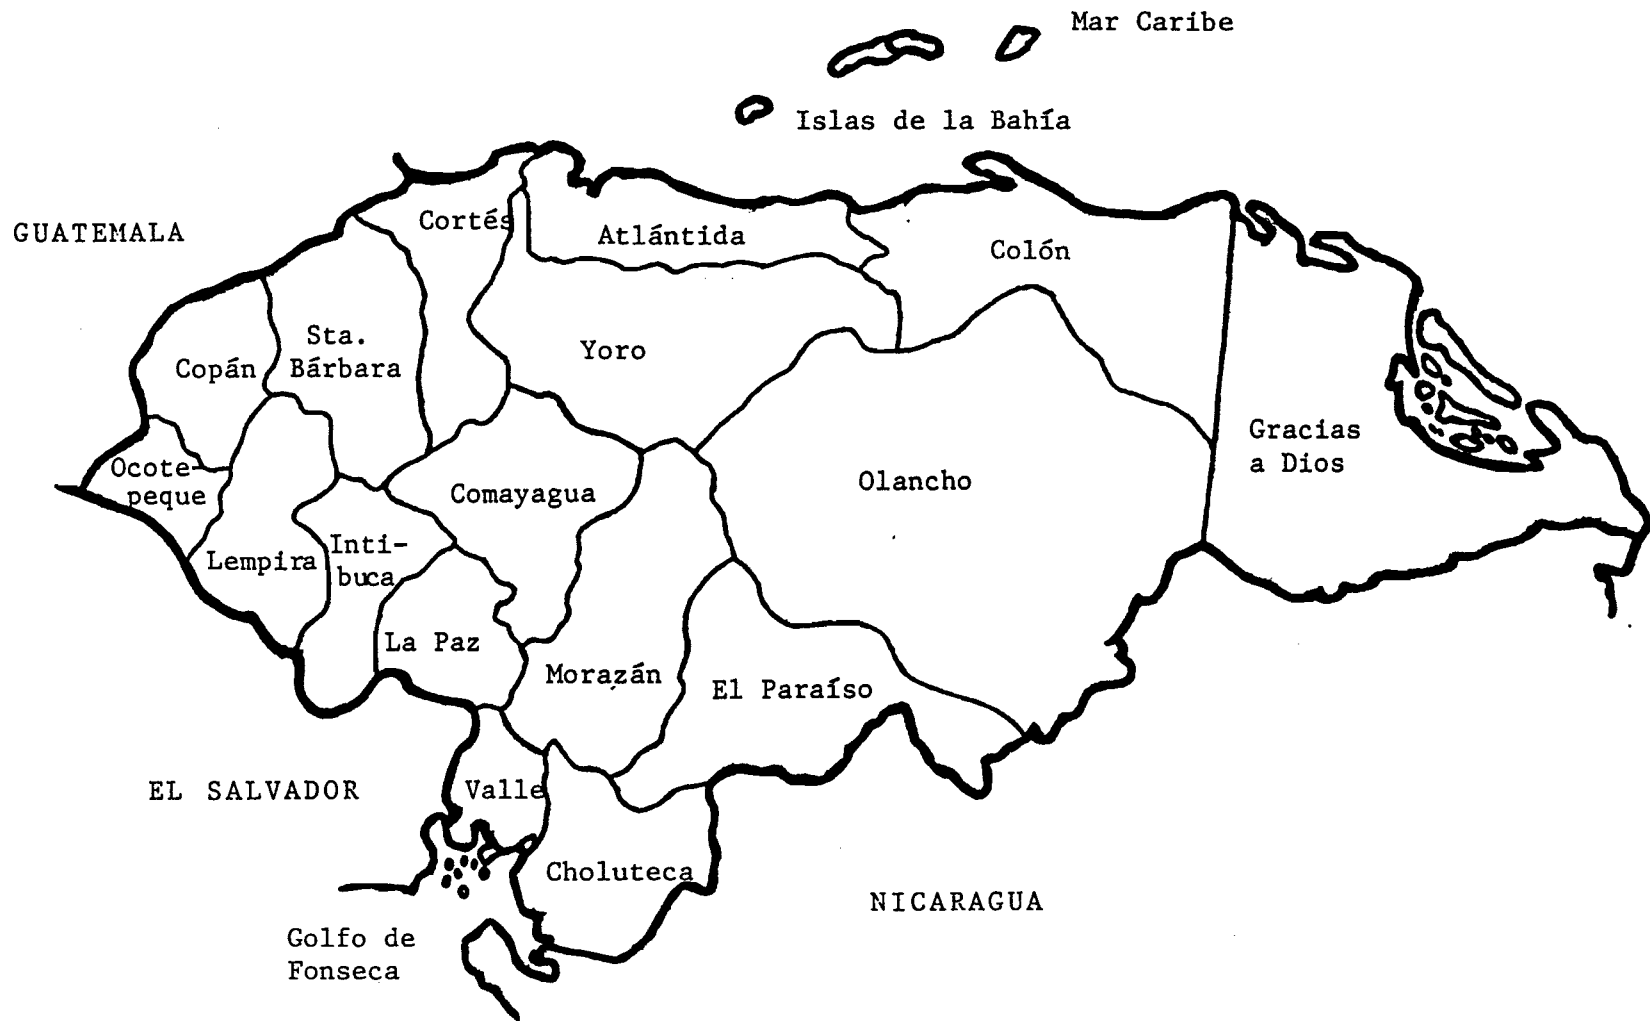 Mar Caribe
Islas de la Bahía
GUATEMALA
Cortés
Atlántida
Colón
Sta.
Bárbara
Copán
Yoro
Gracias
a Dios
Ocote-
peque
Comayagua
Olancho
Lempira
Inti-
buca
La Paz
Morazán
El Paraíso
EL SALVADOR
Valle
Choluteca
NICARAGUA
Golfo de
Fonseca